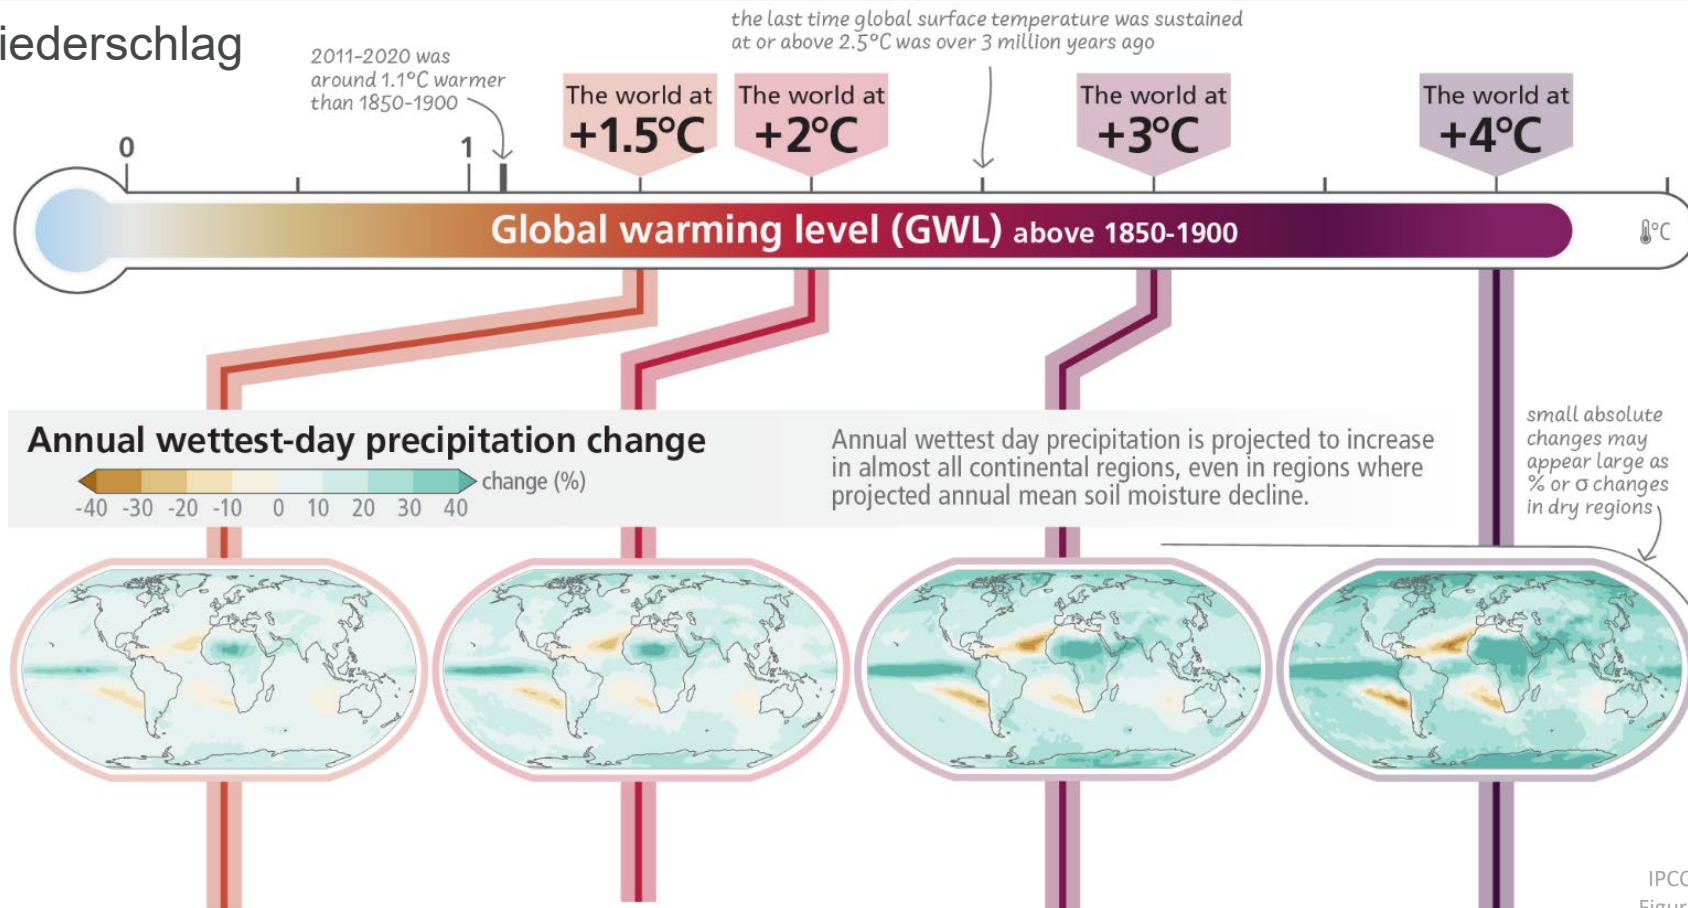 iederschlag
2011-2020 was
around 1.1°C warmer
than 1850-1900
the last time global surface temperature was sustained
at or above 2.5°C was over 3 million years ago
The world at
+1.5°C
The world at
+2°C
The world at
+3°C
The world at
+4°C
0
1
Global warming level (GWL) above 1850-1900
°C
Annual wettest-day precipitation change
change (%)
-40 -30 -20 -10 0 10 20 30 40
Annual wettest day precipitation is projected to increase
in almost all continental regions, even in regions where
projected annual mean soil moisture decline.
small absolute
changes may
appear large as
% or σ changes
in dry regions
IPCC
Figur